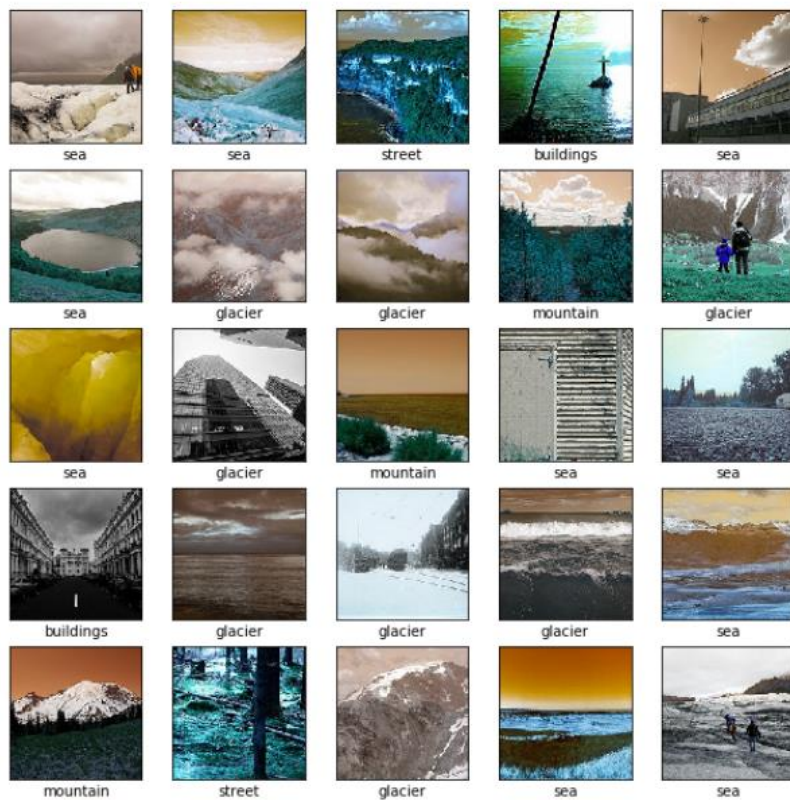 sea sea street buildings sea
sea glacier glacier mountain glacier
sea glacier mountain sea sea
buildings glacier glacier glacier sea
mountain street glacier sea sea